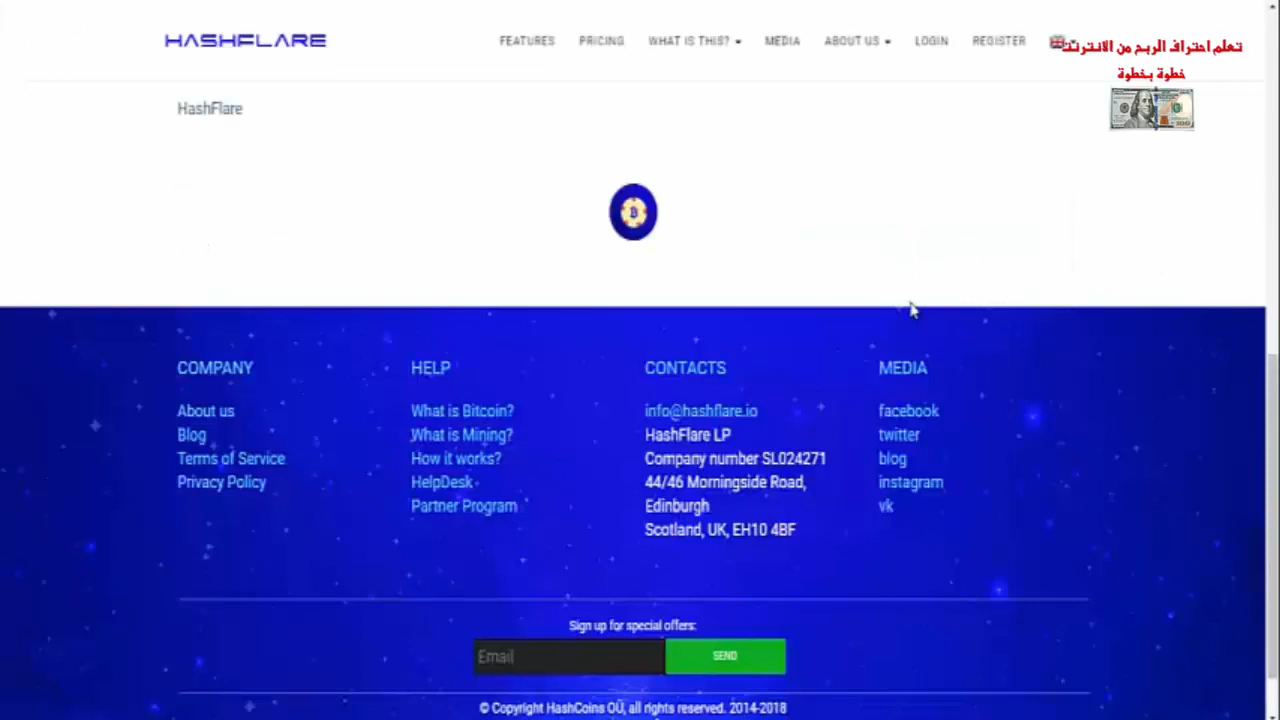 HASHFLARE
FEATURES PRICING WHAT IS THIS? MEDIA ABOUT US LOGIN REGISTER
تعلم احتراف الربح من الانترنت
خطوة بخطوة
HashFlare
COMPANY
About us
Blog
Terms of Service
Privacy Policy
HELP
What is Bitcoin?
What is Mining?
How it works?
HelpDesk
Partner Program
CONTACTS
info@hashflare.io
HashFlare LP
Company number SL024271
44/46 Morningside Road,
Edinburgh
Scotland, UK, EH10 4BF
MEDIA
facebook
twitter
blog
instagram
vk
Sign up for special offers:
Email
SEND
© Copyright HashCoins OÜ, all rights reserved. 2014-2018